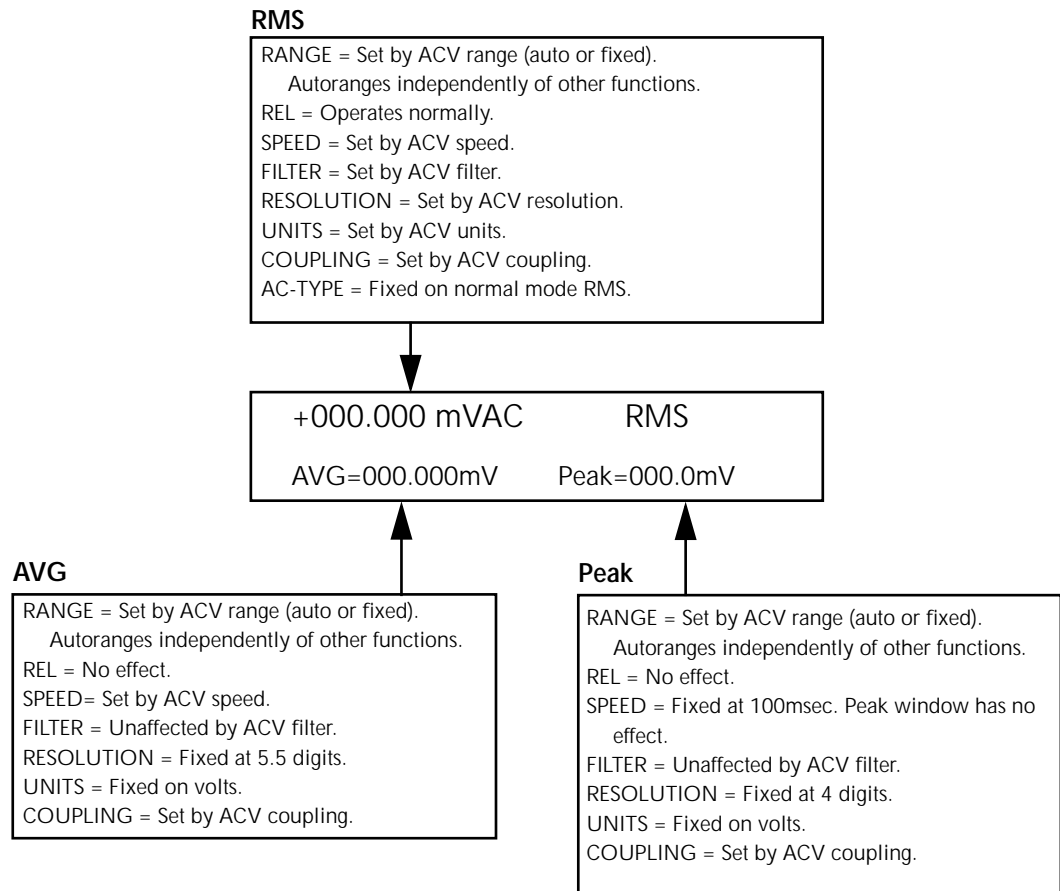 RMS
RANGE = Set by ACV range (auto or fixed).
Autoranges independently of other functions.
REL = Operates normally.
SPEED = Set by ACV speed.
FILTER = Set by ACV filter.
RESOLUTION = Set by ACV resolution.
UNITS = Set by ACV units.
COUPLING = Set by ACV coupling.
AC-TYPE = Fixed on normal mode RMS.
+000.000 mVAC RMS
AVG=000.000mV Peak=000.0mV
AVG
RANGE = Set by ACV range (auto or fixed).
Autoranges independently of other functions.
REL = No effect.
SPEED= Set by ACV speed.
FILTER = Unaffected by ACV filter.
RESOLUTION = Fixed at 5.5 digits.
UNITS = Fixed on volts.
COUPLING = Set by ACV coupling.
Peak
RANGE = Set by ACV range (auto or fixed).
Autoranges independently of other functions.
REL = No effect.
SPEED = Fixed at 100msec. Peak window has no
effect.
FILTER = Unaffected by ACV filter.
RESOLUTION = Fixed at 4 digits.
UNITS = Fixed on volts.
COUPLING = Set by ACV coupling.